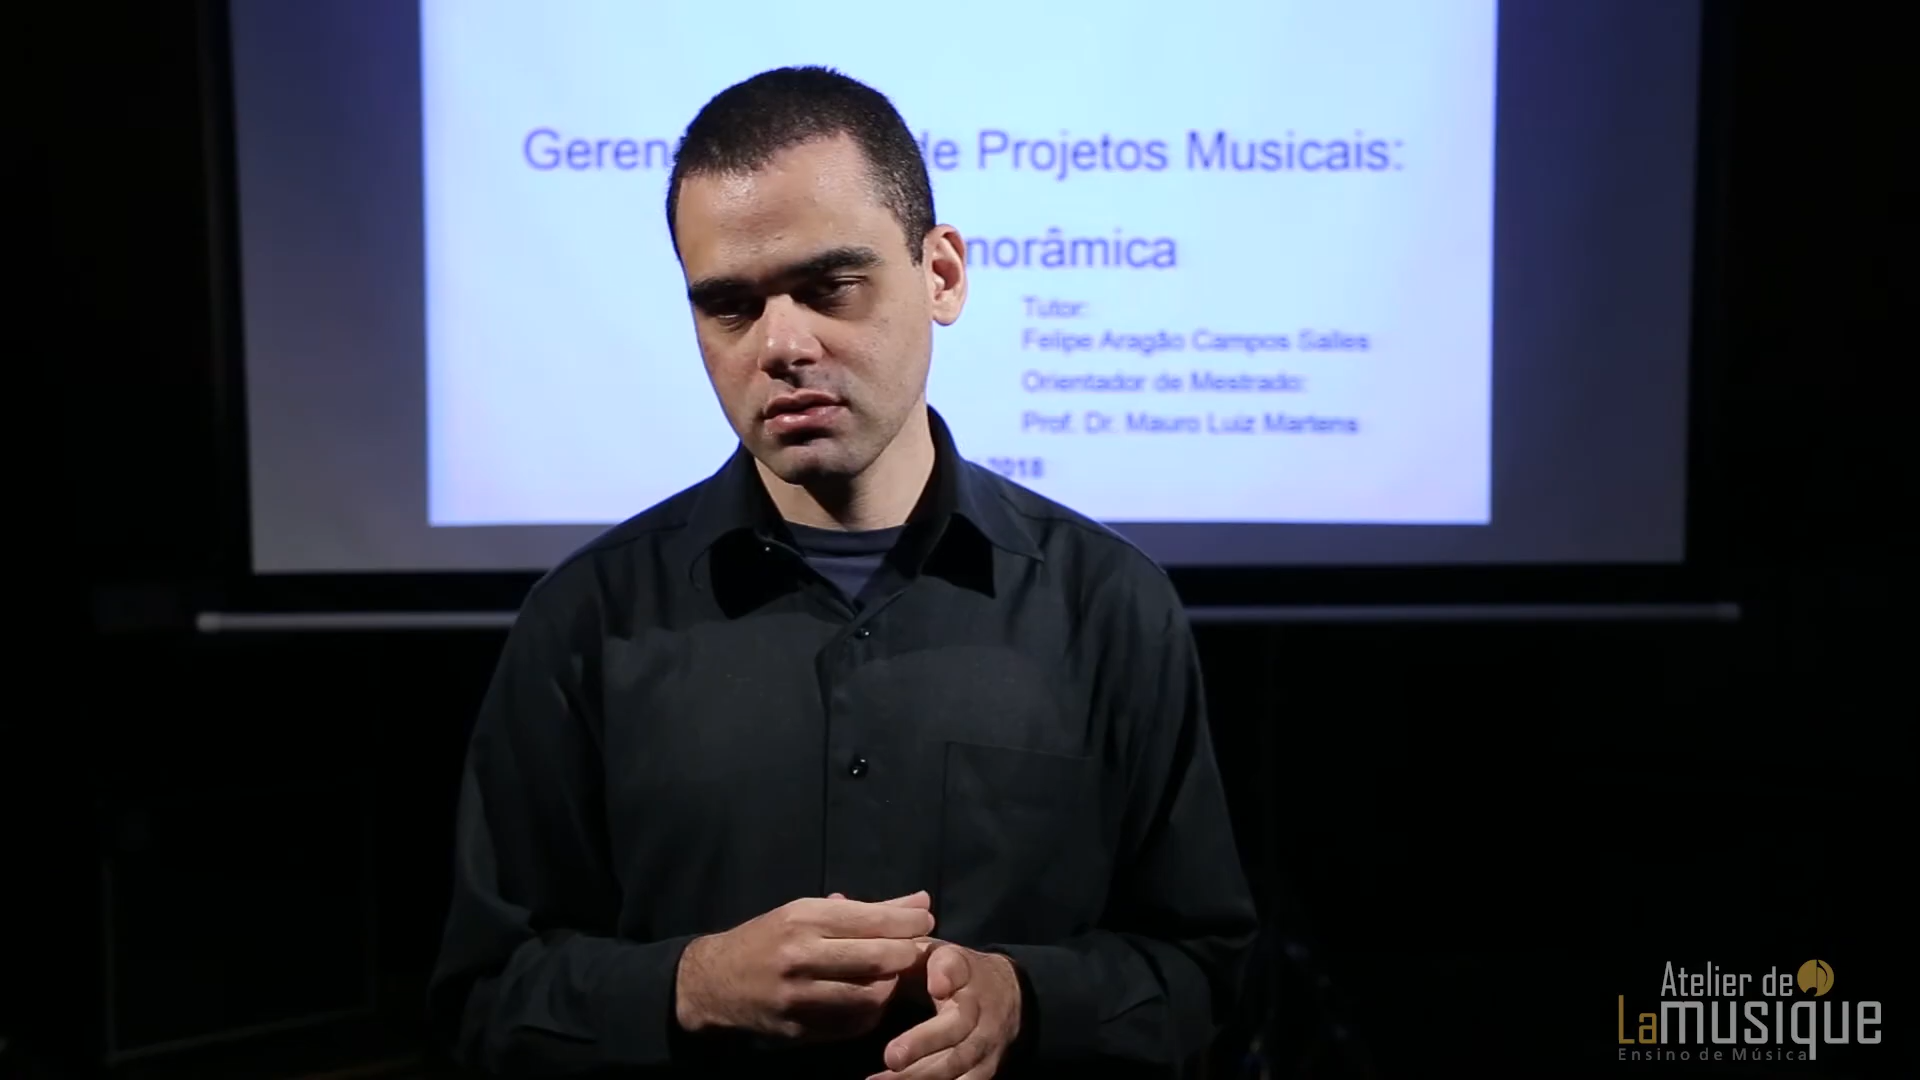 Geren de Projetos Musicais:
norâmica
Tutor:
Felipe Aragão Campos Salles
Orientador de Mestrado:
Prof. Dr. Mauro Luiz Martens
2018
Atelier de
Lamusique
Ensino de Música